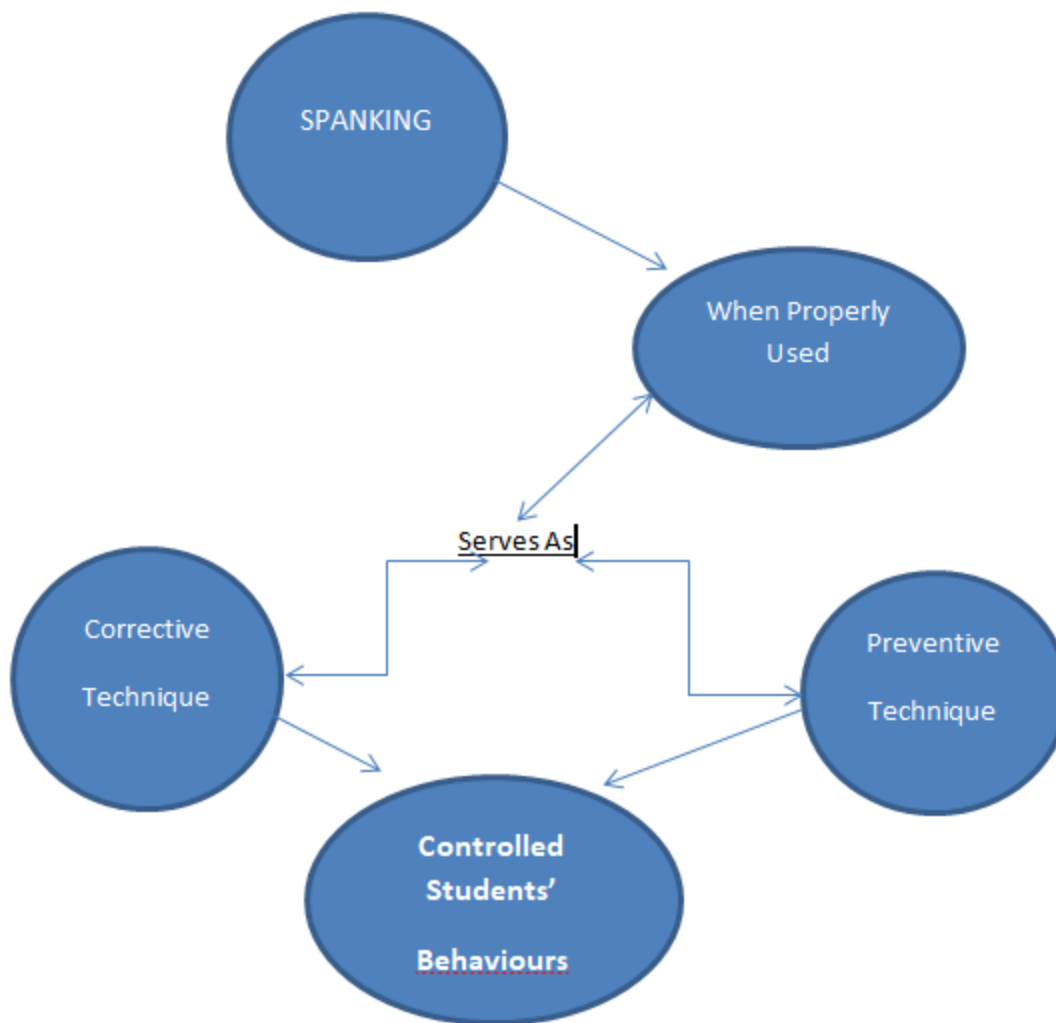 SPANKING
When Properly
Used
Serves As
Corrective
Technique
Preventive
Technique
Controlled
Students’
Behaviours